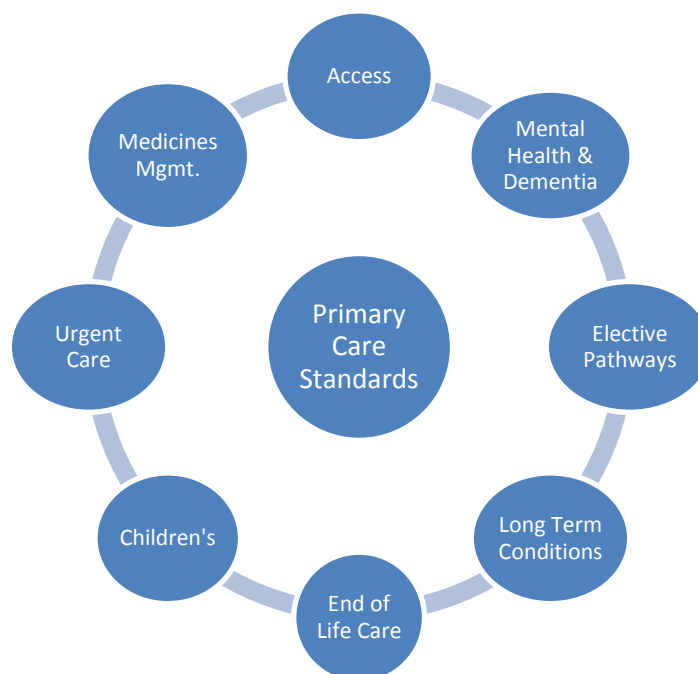 Access
Mental
Health &
Dementia
Elective
Pathways
Long Term
Conditions
End of
Life Care
Children's
Urgent
Care
Medicines
Mgmt.
Primary
Care
Standards